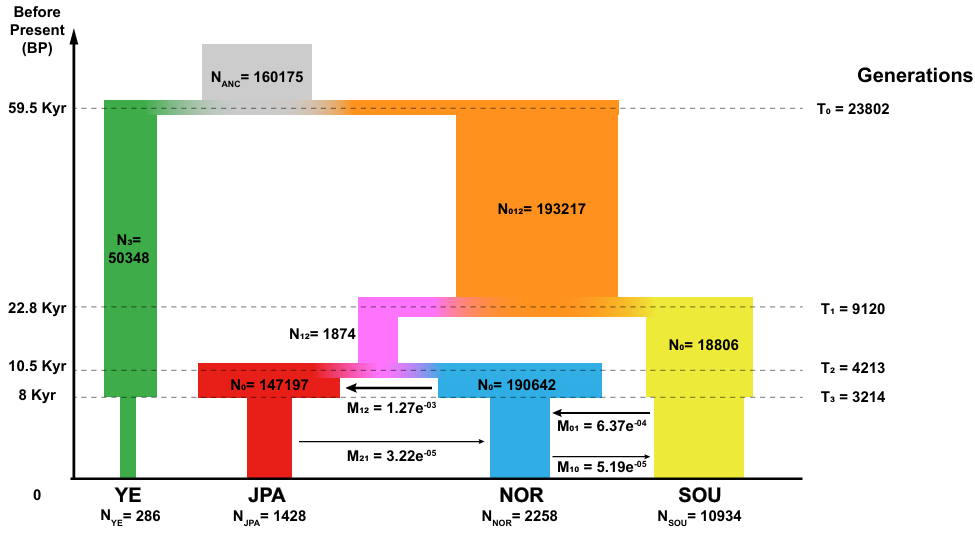 Before
Present
(BP)
Generations
N_ANC= 160175
59.5 Kyr
T₀ = 23802
N₀₁₂= 193217
N₃=
50348
22.8 Kyr
T₁ = 9120
N₁₂= 1874
N₀= 18806
10.5 Kyr
T₂ = 4213
N₀= 147197
N₀= 190642
8 Kyr
T₃ = 3214
M₁₂ = 1.27e⁻⁰³
M₀₁ = 6.37e⁻⁰⁴
M₂₁ = 3.22e⁻⁰⁵
M₁₀ = 5.19e⁻⁰⁵
0
YE
JPA
NOR
SOU
N_YE= 286
N_JPA= 1428
N_NOR= 2258
N_SOU= 10934